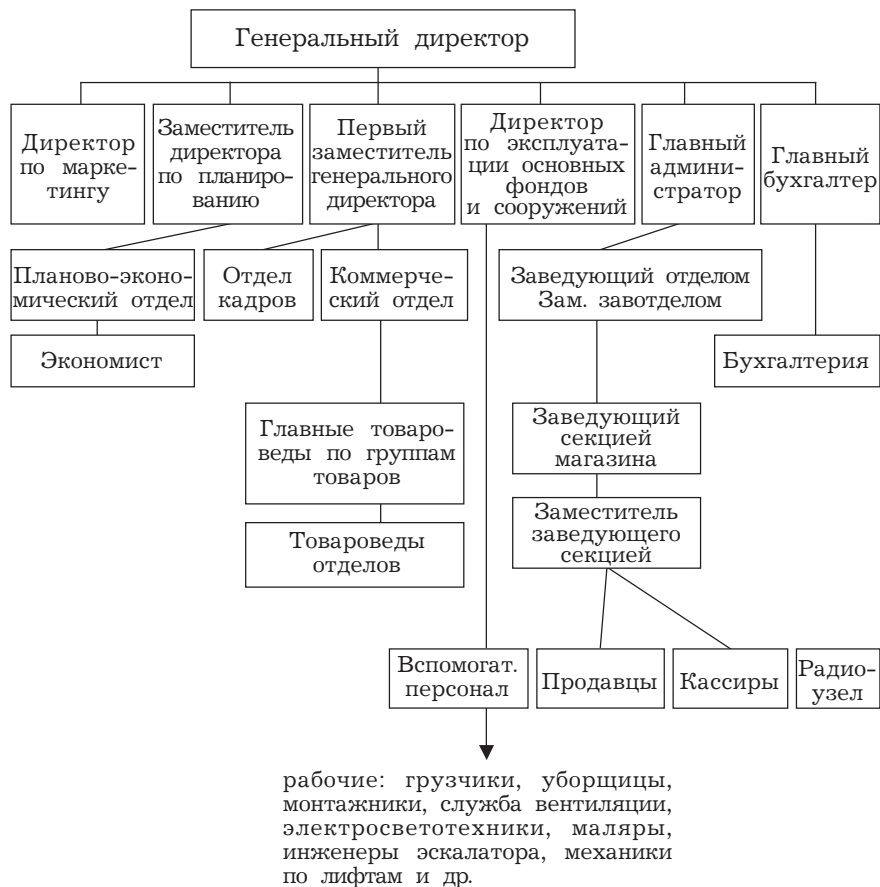 Генеральный директор
Директор
по марке-
тингу
Заместитель
директора
по планиро-
ванию
Первый
заместитель
генерального
директора
Директор
по эксплуата-
ции основных
фондов
и сооружений
Главный
админи-
стратор
Главный
бухгалтер
Планово-эконо-
мический отдел
Отдел
кадров
Коммерче-
ский отдел
Заведующий отделом
Зам. завотделом
Экономист
Бухгалтерия
Главные товаро-
веды по группам
товаров
Заведующий
секцией
магазина
Товароведы
отделов
Заместитель
заведующего
секцией
Вспомогат.
персонал
Продавцы
Кассиры
Радио-
узел
рабочие: грузчики, уборщицы,
монтажники, служба вентиляции,
электросветотехники, маляры,
инженеры эскалатора, механики
по лифтам и др.